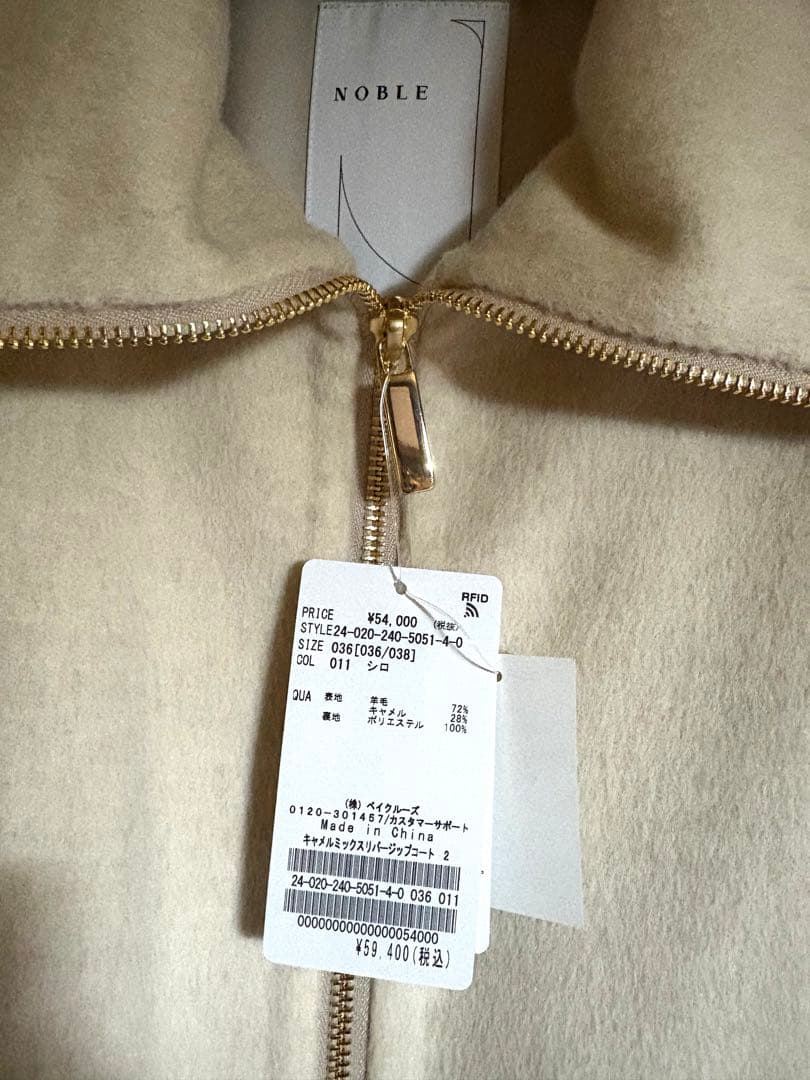 NOBLE
RFID
PRICE ¥54,000 (税抜)
STYLE24-020-240-5051-4-0
SIZE 036[036/038]
COL 011 シロ
QUA 表地 羊毛 72%
キャメル 28%
裏地 ポリエステル 100%
(株) ベイクルーズ
0120-301457/カスタマーサポート
Made in China
キャメルミックスリバージップコート 2
24-020-240-5051-4-0 036 011
00000000000000054000
¥59,400(税込)